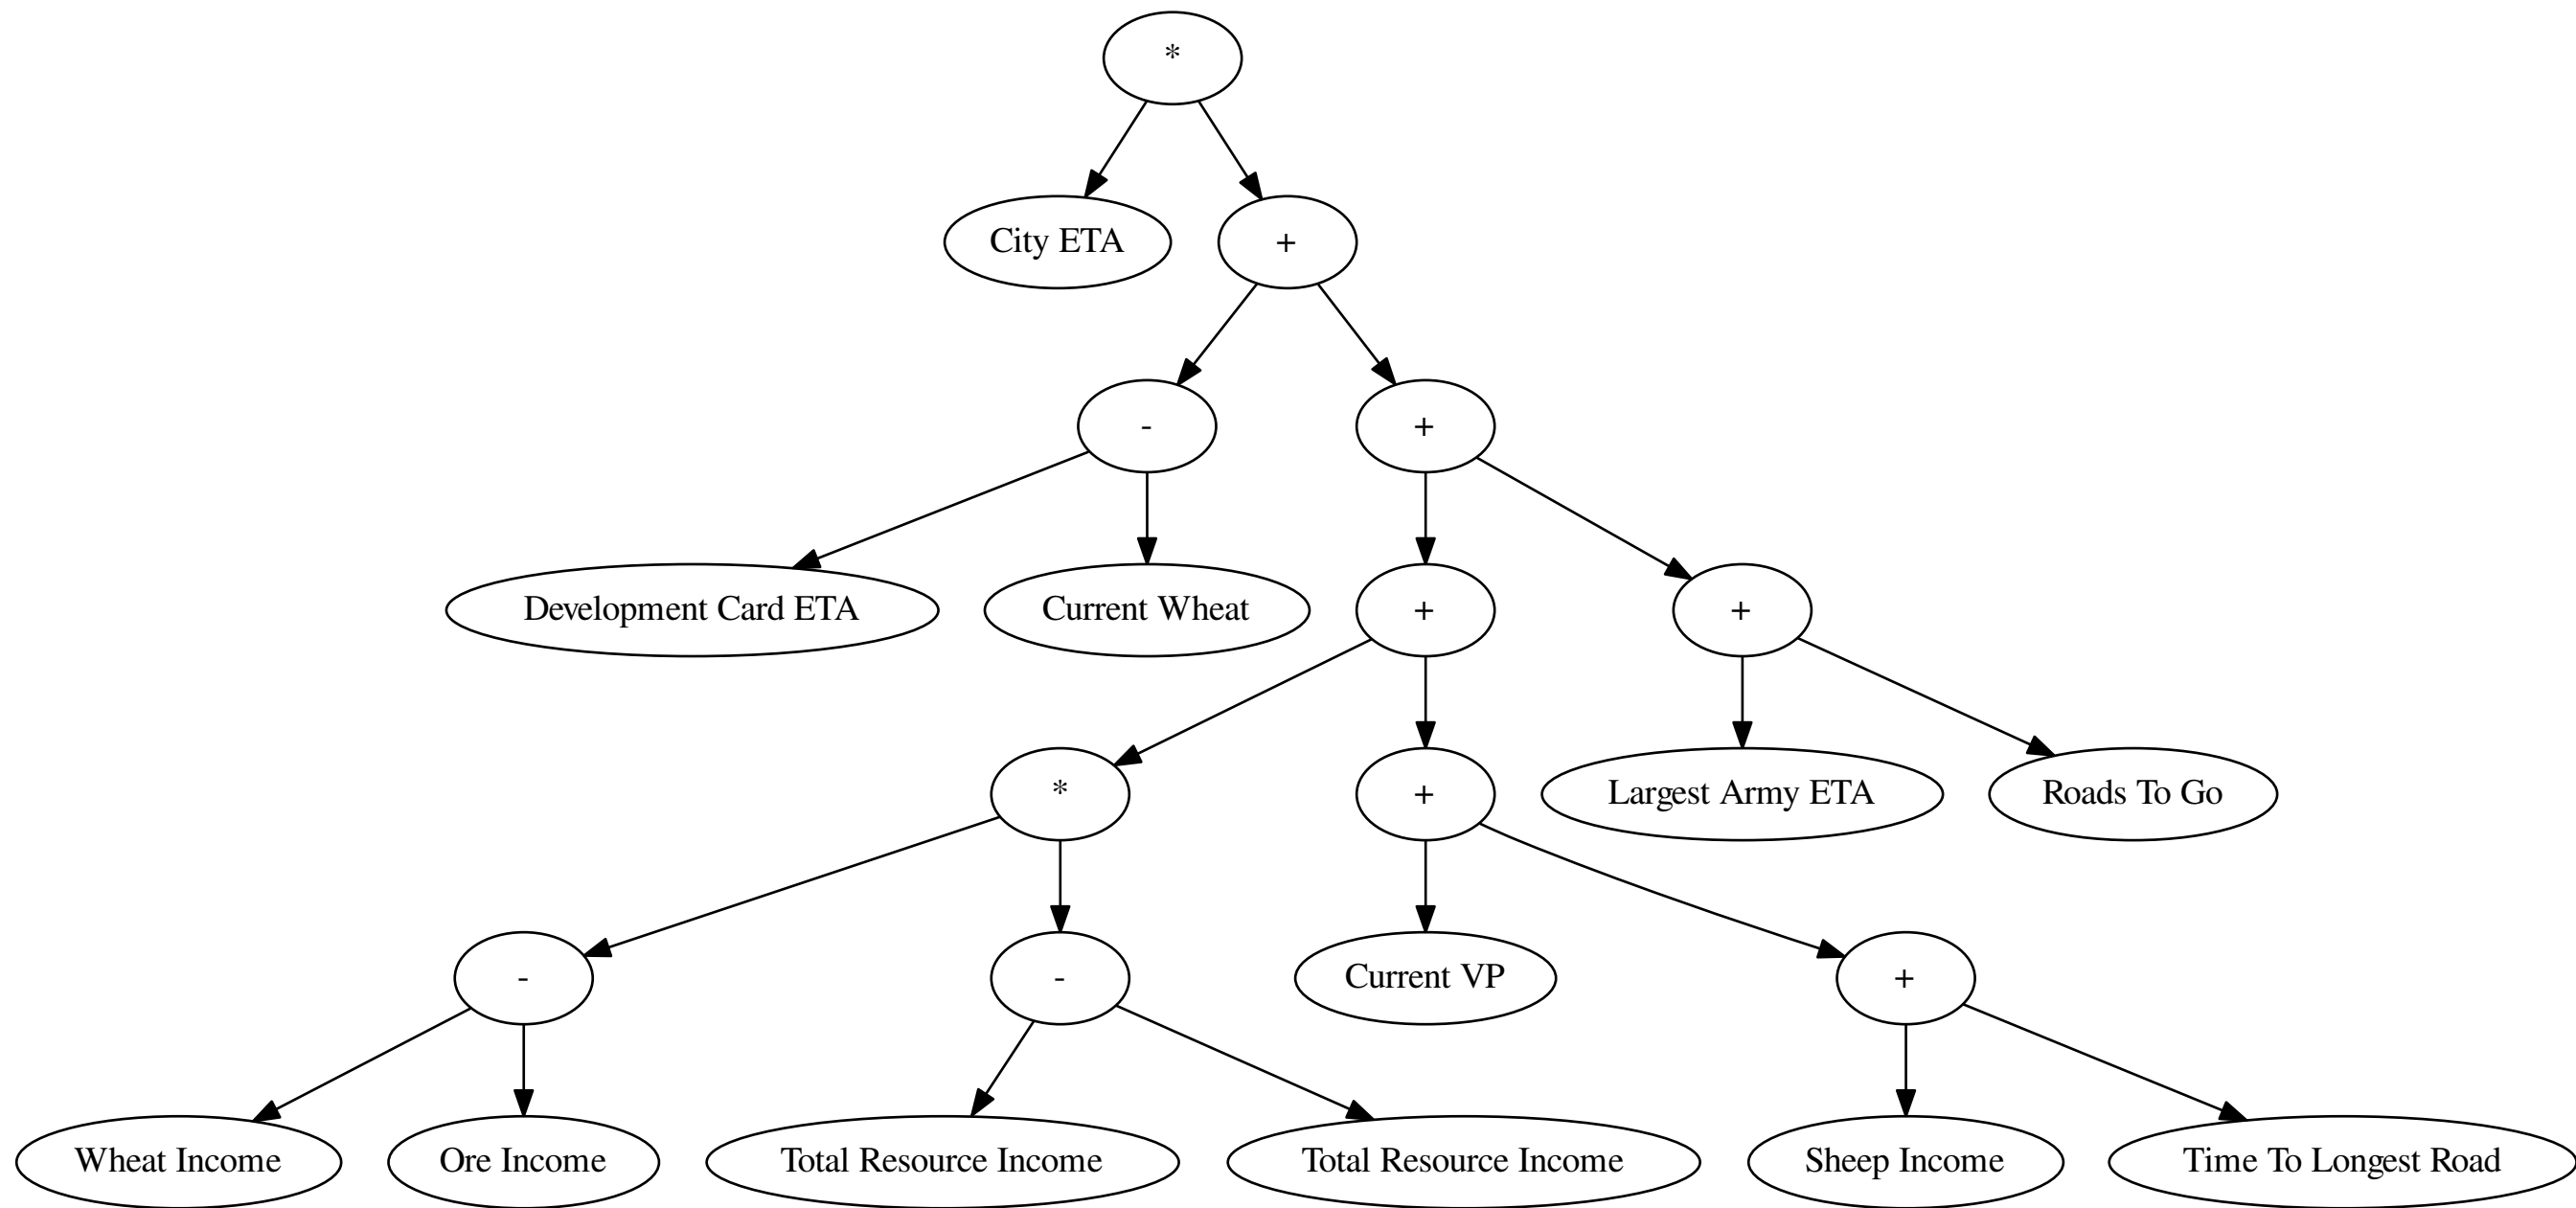 *
City ETA
+
-
+
Development Card ETA
Current Wheat
+
+
*
+
Largest Army ETA
Roads To Go
-
-
Current VP
+
Wheat Income
Ore Income
Total Resource Income
Total Resource Income
Sheep Income
Time To Longest Road